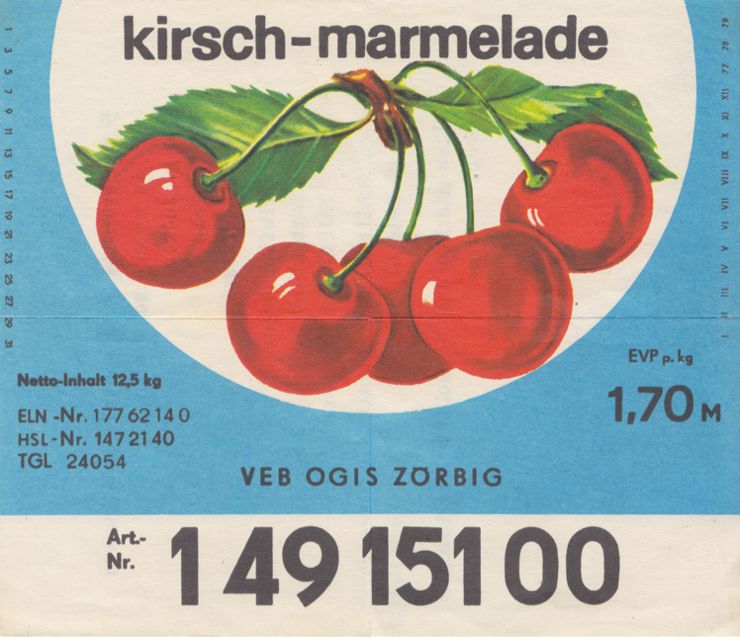 kirsch-marmelade
1 3 5 7 9 11 13 15 17 19 21 23 25 27 29 31
I II III IV V VI VII VIII IX X XI XII 77 78 79
Netto-Inhalt 12,5 kg
ELN -Nr. 177 62 14 0
HSL-Nr. 147 21 40
TGL 24054
EVP p. kg
1,70 M
VEB OGIS ZÖRBIG
Art.-
Nr.
1 49 151 00